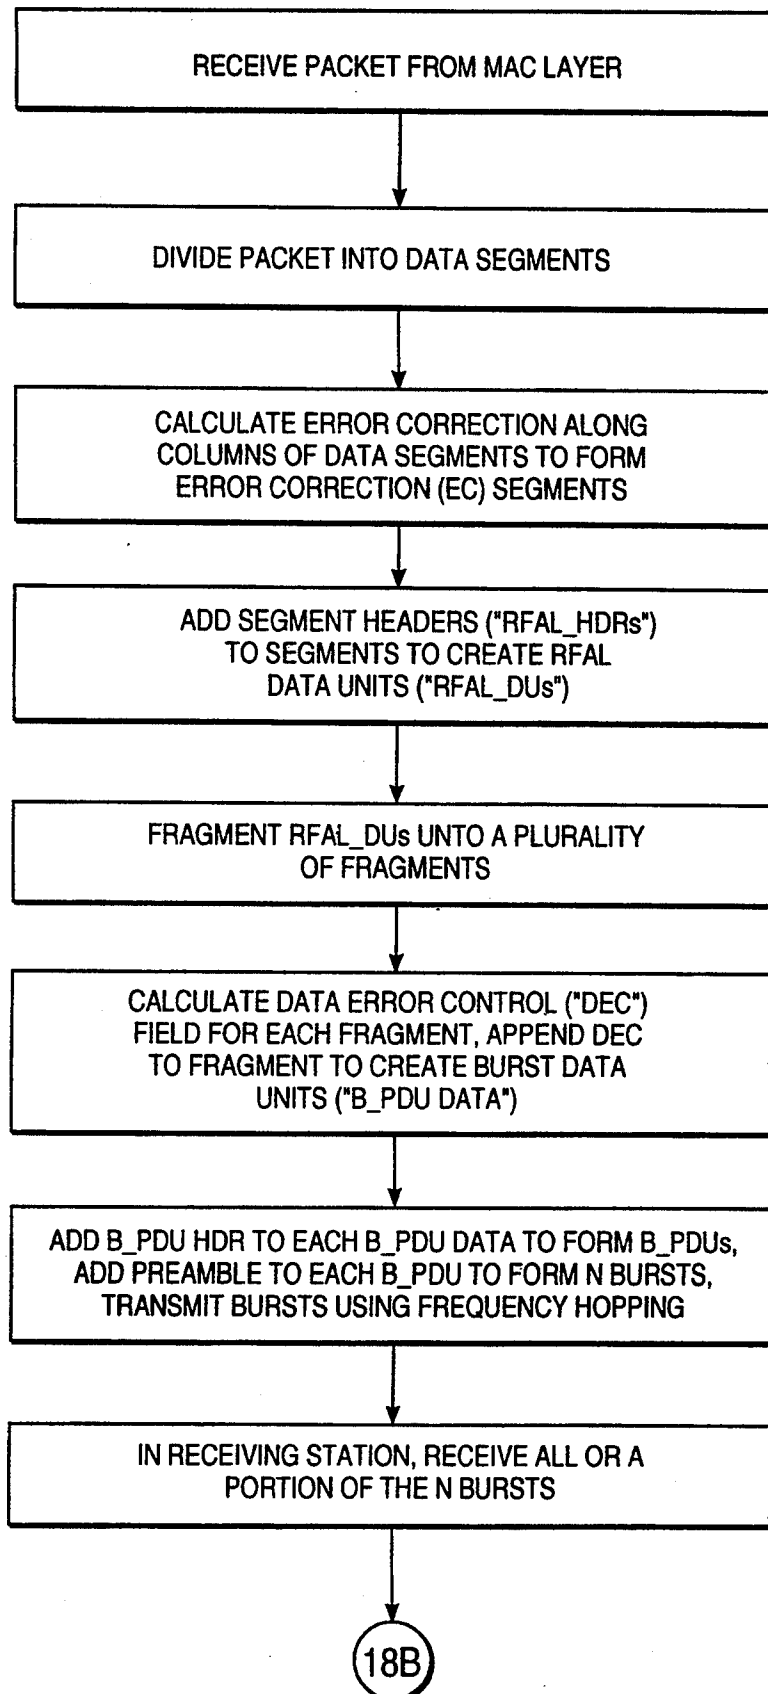 RECEIVE PACKET FROM MAC LAYER
DIVIDE PACKET INTO DATA SEGMENTS
CALCULATE ERROR CORRECTION ALONG
COLUMNS OF DATA SEGMENTS TO FORM
ERROR CORRECTION (EC) SEGMENTS
ADD SEGMENT HEADERS ("RFAL_HDRs")
TO SEGMENTS TO CREATE RFAL
DATA UNITS ("RFAL_DUs")
FRAGMENT RFAL_DUs UNTO A PLURALITY
OF FRAGMENTS
CALCULATE DATA ERROR CONTROL ("DEC")
FIELD FOR EACH FRAGMENT, APPEND DEC
TO FRAGMENT TO CREATE BURST DATA
UNITS ("B_PDU DATA")
ADD B_PDU HDR TO EACH B_PDU DATA TO FORM B_PDUs,
ADD PREAMBLE TO EACH B_PDU TO FORM N BURSTS,
TRANSMIT BURSTS USING FREQUENCY HOPPING
IN RECEIVING STATION, RECEIVE ALL OR A
PORTION OF THE N BURSTS
18B